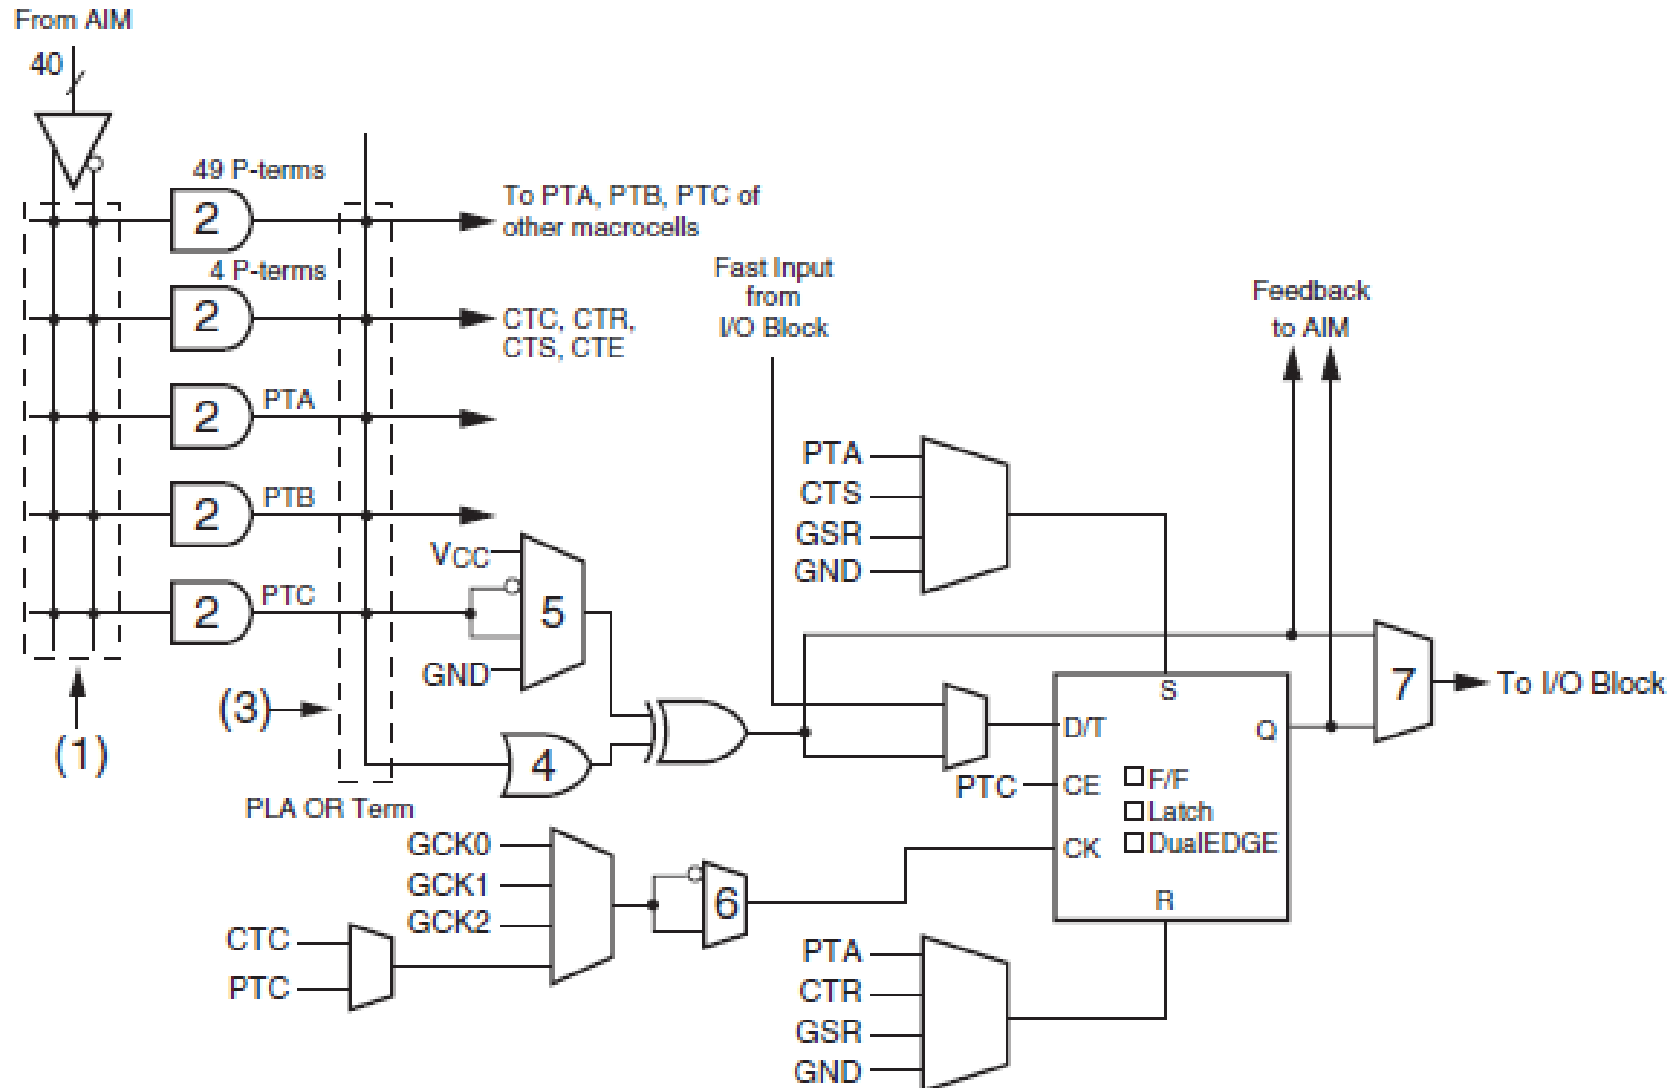 From AIM
40
49 P-terms
2
To PTA, PTB, PTC of
other macrocells
4 P-terms
2
CTC, CTR,
CTS, CTE
2
PTA
2
PTB
2
PTC
(1)
(3)
PLA OR Term
VCC
GND
5
4
Fast Input
from
I/O Block
Feedback
to AIM
PTA
CTS
GSR
GND
S
D/T
Q
PTC
CE
CK
F/F
Latch
DualEDGE
R
7
To I/O Block
GCK0
GCK1
GCK2
CTC
PTC
6
PTA
CTR
GSR
GND